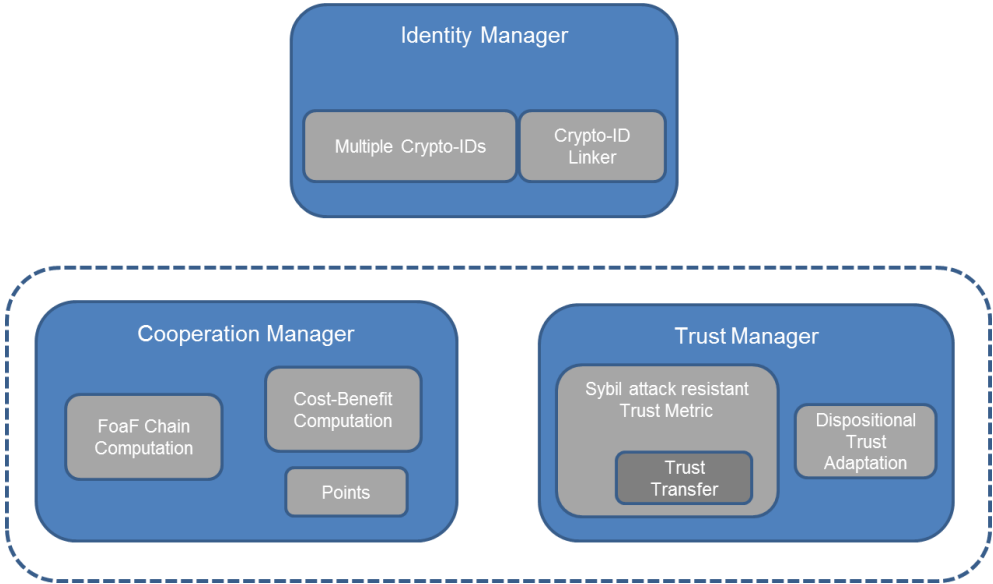 Identity Manager
Multiple Crypto-IDs
Crypto-ID
Linker
Cooperation Manager
FoaF Chain
Computation
Cost-Benefit
Computation
Points
Trust Manager
Sybil attack resistant
Trust Metric
Trust
Transfer
Dispositional
Trust
Adaptation